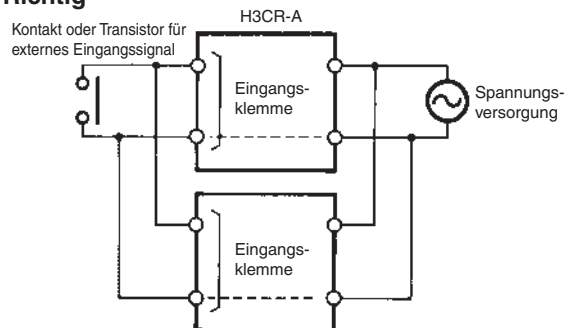 Richtig
H3CR-A
Kontakt oder Transistor für
externes Eingangssignal
Eingangs-
klemme
Spannungs-
versorgung
Eingangs-
klemme